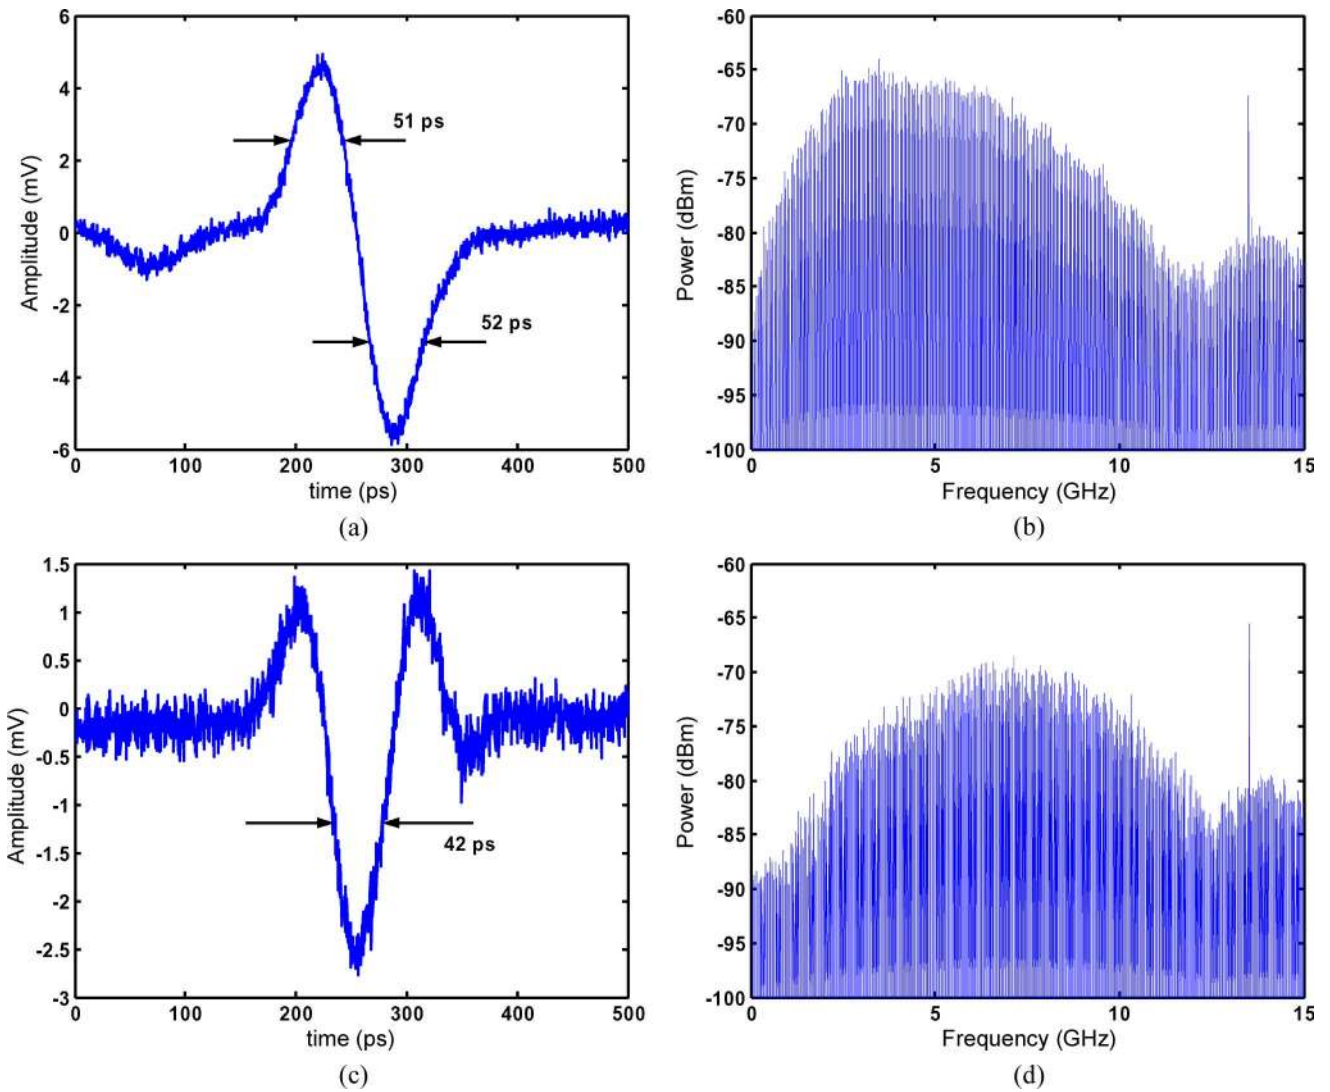 6
4
2
0
-2
-4
-6
Amplitude (mV)
51 ps
52 ps
0 100 200 300 400 500
time (ps)
(a)
-60
-65
-70
-75
-80
-85
-90
-95
-100
Power (dBm)
0 5 10 15
Frequency (GHz)
(b)
1.5
1
0.5
0
-0.5
-1
-1.5
-2
-2.5
-3
Amplitude (mV)
42 ps
0 100 200 300 400 500
time (ps)
(c)
-60
-65
-70
-75
-80
-85
-90
-95
-100
Power (dBm)
0 5 10 15
Frequency (GHz)
(d)